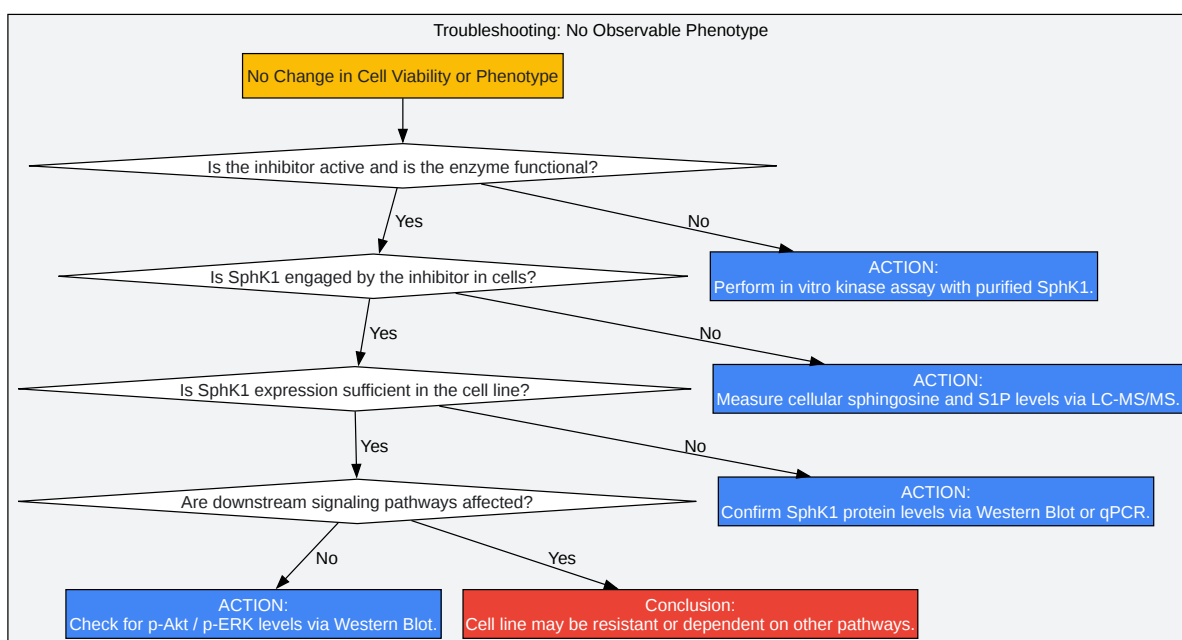 Troubleshooting: No Observable Phenotype
No Change in Cell Viability or Phenotype
Is the inhibitor active and is the enzyme functional?
Yes
No
ACTION:
Perform in vitro kinase assay with purified SphK1.
Is SphK1 engaged by the inhibitor in cells?
Yes
No
ACTION:
Measure cellular sphingosine and S1P levels via LC-MS/MS.
Is SphK1 expression sufficient in the cell line?
Yes
No
ACTION:
Confirm SphK1 protein levels via Western Blot or qPCR.
Are downstream signaling pathways affected?
No
Yes
ACTION:
Check for p-Akt / p-ERK levels via Western Blot.
Conclusion:
Cell line may be resistant or dependent on other pathways.